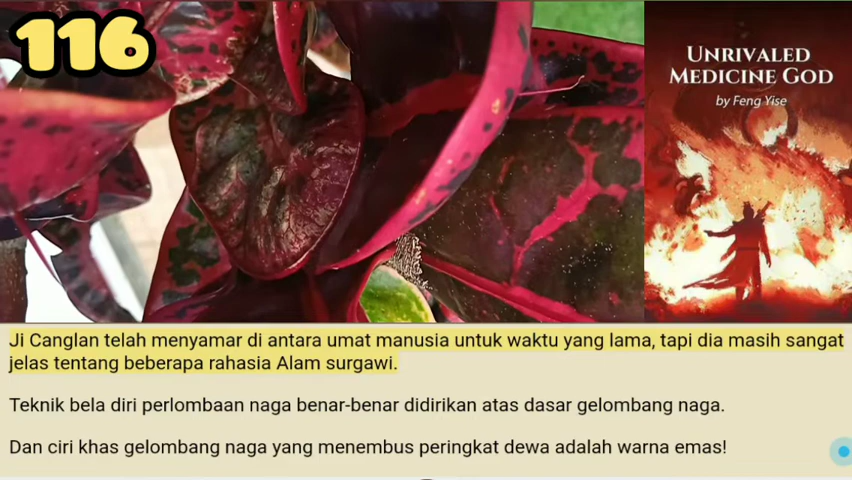 116
UNRIVALED
MEDICINE GOD
by Feng Yise
Ji Canglan telah menyamar di antara umat manusia untuk waktu yang lama, tapi dia masih sangat
jelas tentang beberapa rahasia Alam surgawi.
Teknik bela diri perlombaan naga benar-benar didirikan atas dasar gelombang naga.
Dan ciri khas gelombang naga yang menembus peringkat dewa adalah warna emas!